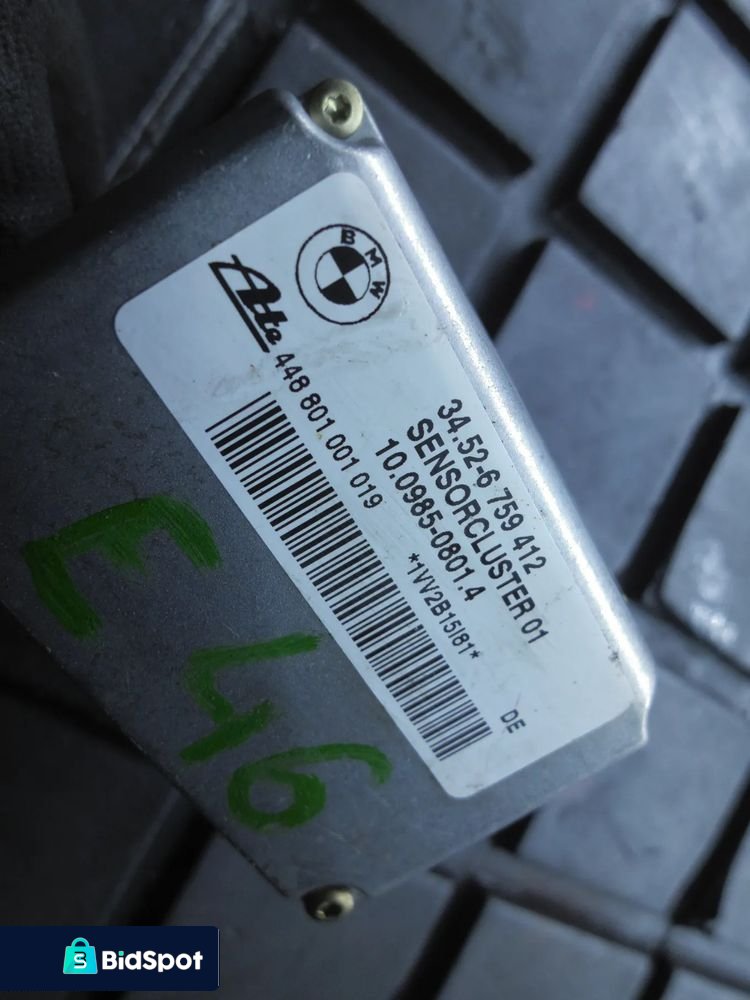 BMW
Ate
34.52-6 759 412
SENSORCLUSTER 01
10.0985-0801.4
448 801 001 019
*1VV2B15I81*
DE
E46
BidSpot